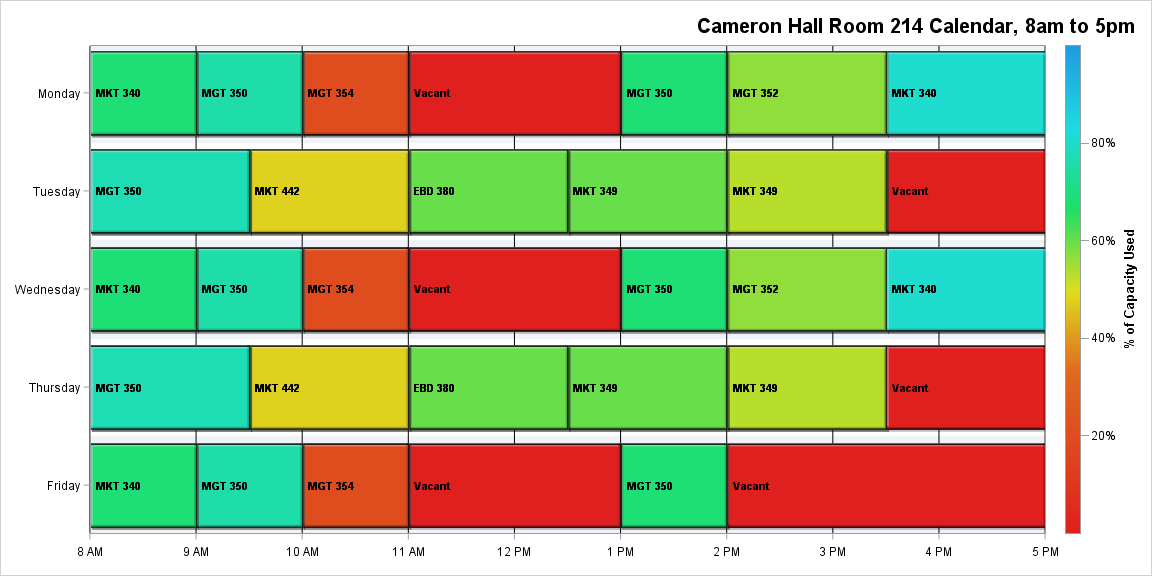 Cameron Hall Room 214 Calendar, 8am to 5pm
Monday
MKT 340
MGT 350
MGT 354
Vacant
MGT 350
MGT 352
MKT 340
Tuesday
MGT 350
MKT 442
EBD 380
MKT 349
MKT 349
Vacant
Wednesday
MKT 340
MGT 350
MGT 354
Vacant
MGT 350
MGT 352
MKT 340
Thursday
MGT 350
MKT 442
EBD 380
MKT 349
MKT 349
Vacant
Friday
MKT 340
MGT 350
MGT 354
Vacant
MGT 350
Vacant
8 AM
9 AM
10 AM
11 AM
12 PM
1 PM
2 PM
3 PM
4 PM
5 PM
80%
60%
40%
20%
% of Capacity Used